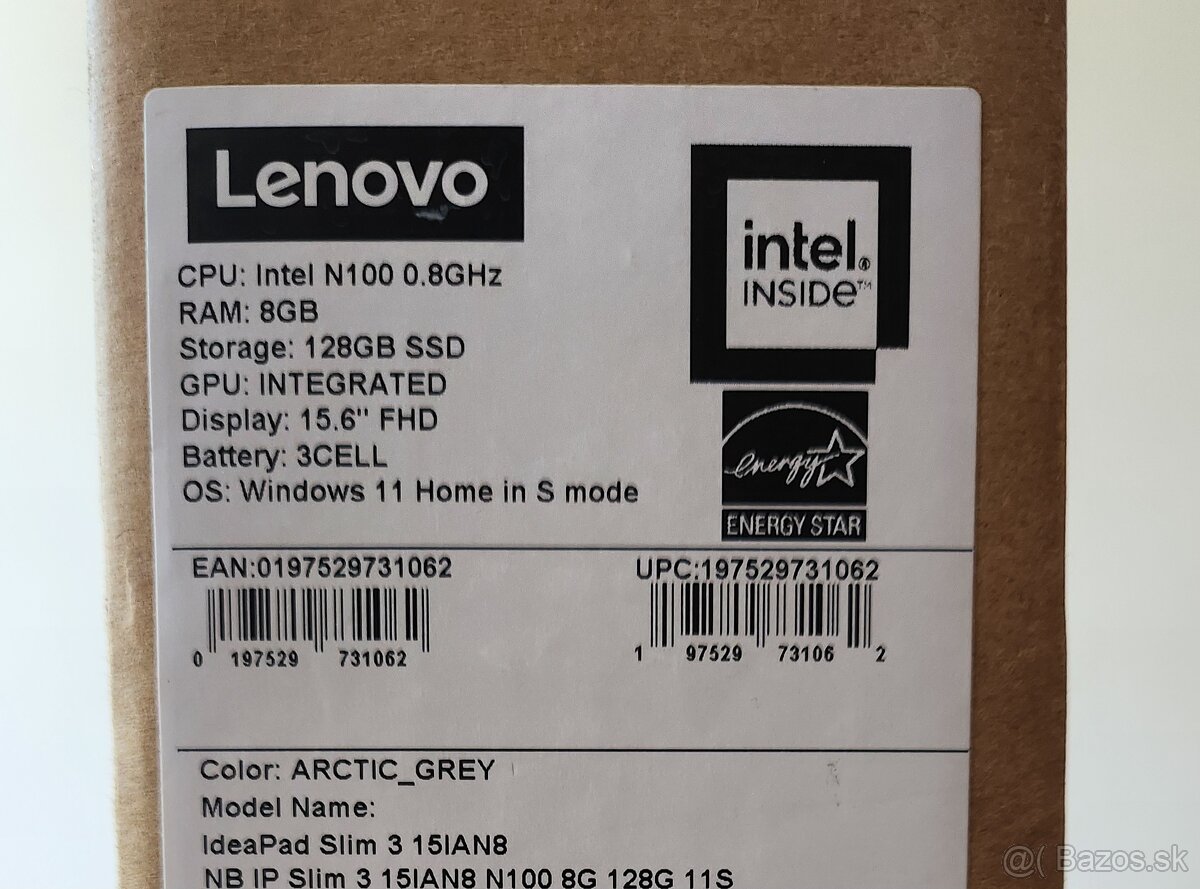 Lenovo
intel.
INSIDE™
CPU: Intel N100 0.8GHz
RAM: 8GB
Storage: 128GB SSD
GPU: INTEGRATED
Display: 15.6" FHD
Battery: 3CELL
OS: Windows 11 Home in S mode
energy
ENERGY STAR
EAN:0197529731062
UPC:197529731062
0 197529 731062
1 97529 73106 2
Color: ARCTIC_GREY
Model Name:
IdeaPad Slim 3 15IAN8
NB IP Slim 3 15IAN8 N100 8G 128G 11S
@( Bazos.sk